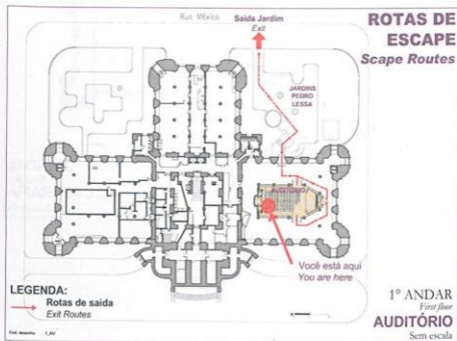 Rua México
Saída Jardim
Exit
ROTAS DE
ESCAPE
Scape Routes
JARDINS
PEDRO
LESSA
AUDITÓRIO
Você está aqui
You are here
LEGENDA:
Rotas de saída
Exit Routes
1º ANDAR
First floor
AUDITÓRIO
Sem escala